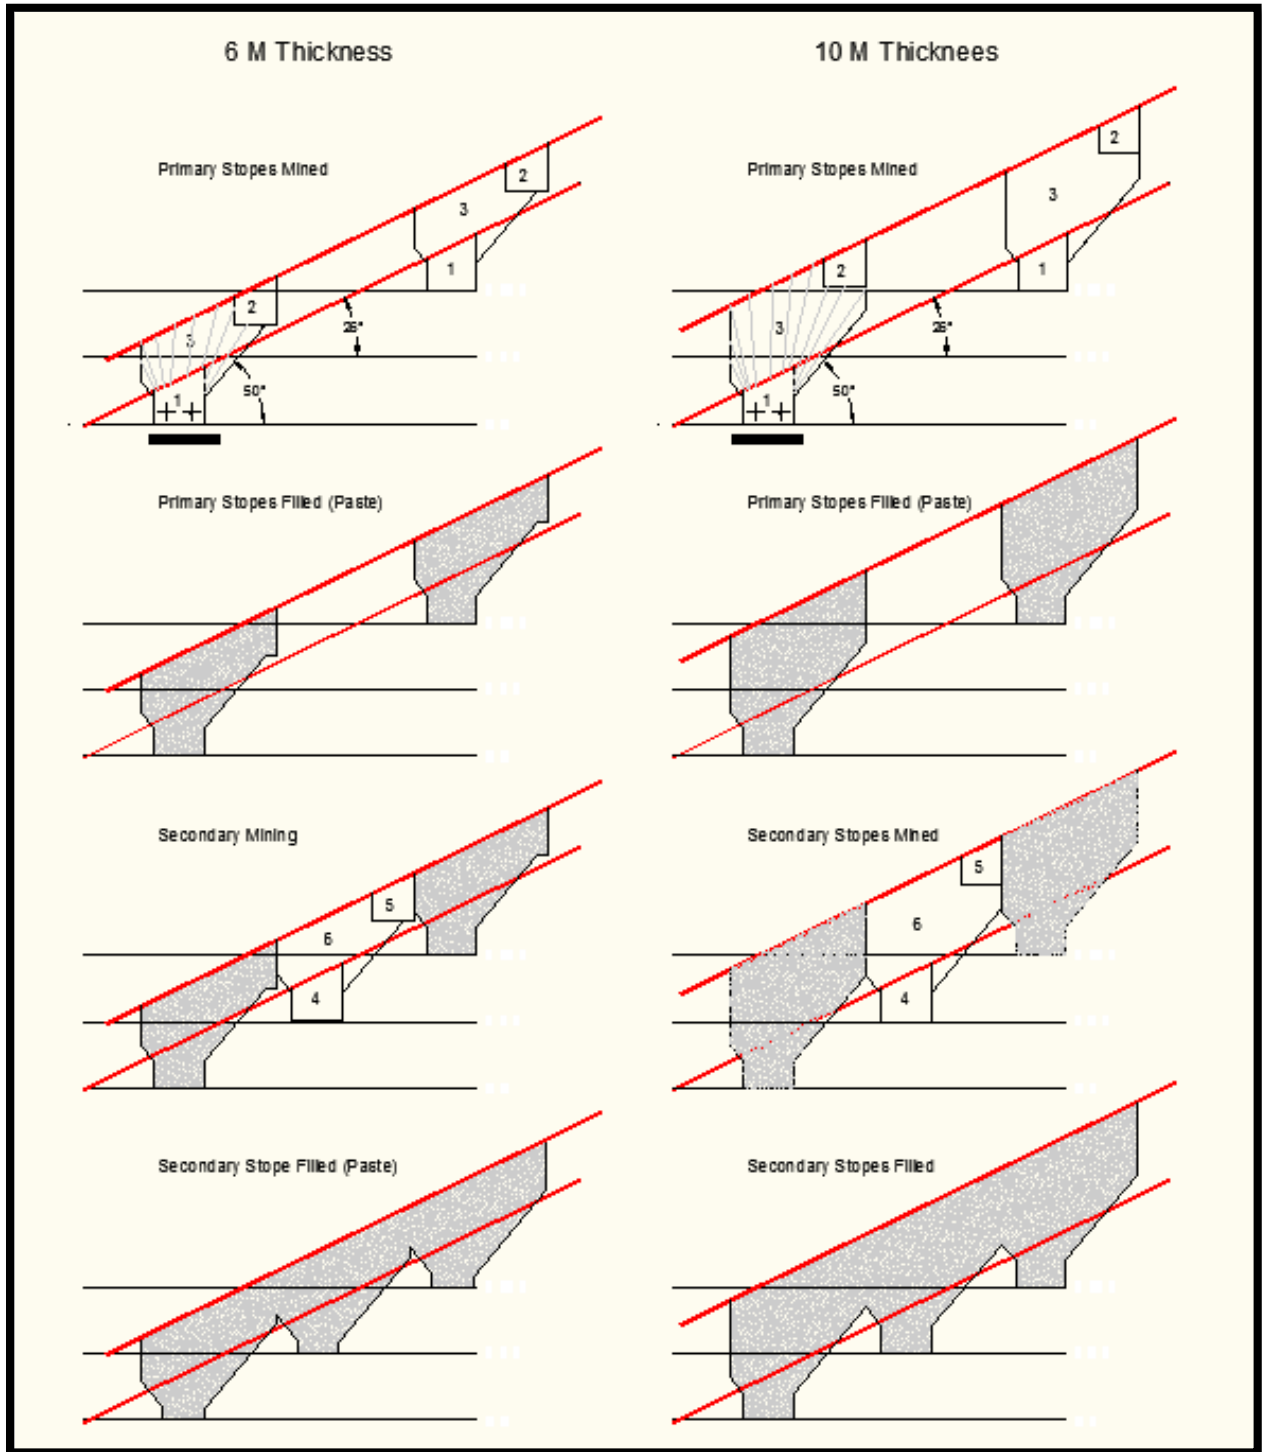 6 M Thickness
10 M Thicknees
Primary Stopes Mined
2
3
1
2
3
1
26°
50°
Primary Stopes Mined
2
3
1
2
3
1
26°
50°
Primary Stopes Filled (Paste)
Primary Stopes Filled (Paste)
Secondary Mining
5
6
4
Secondary Stopes Mined
5
6
4
Secondary Stope Filled (Paste)
Secondary Stopes Filled